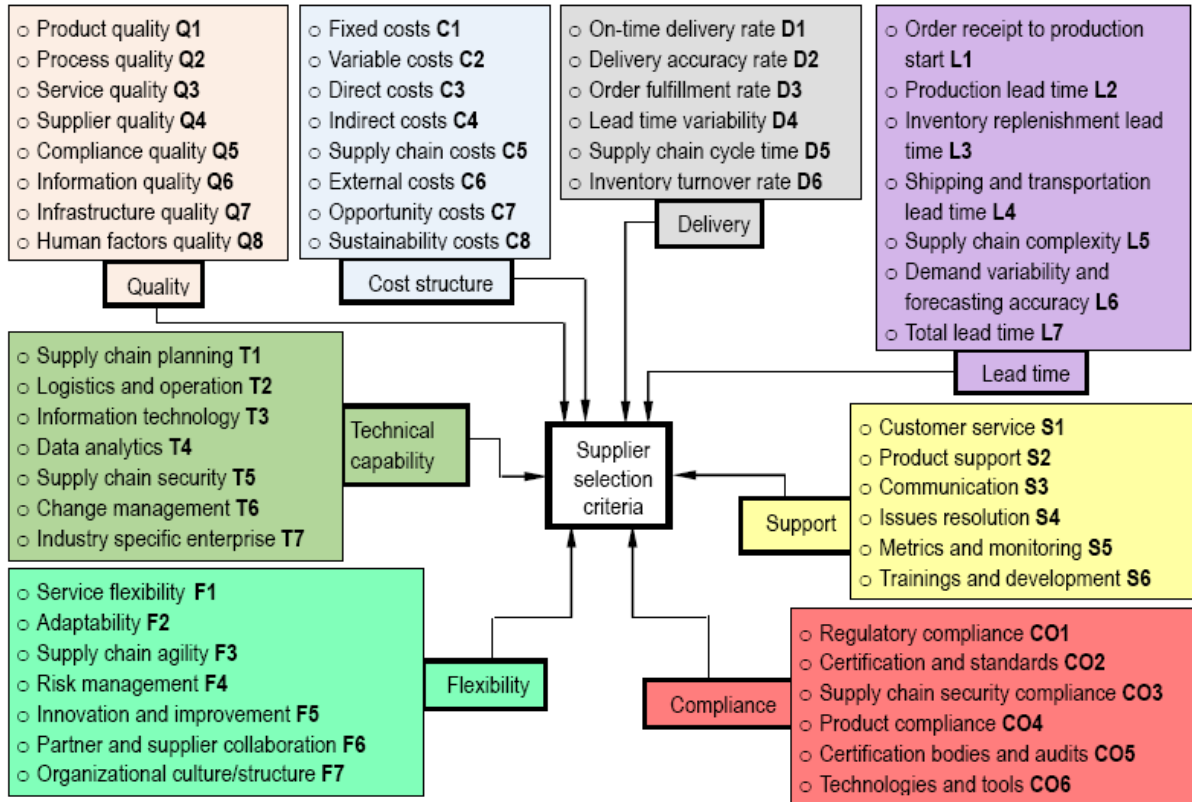 ○ Product quality Q1
○ Process quality Q2
○ Service quality Q3
○ Supplier quality Q4
○ Compliance quality Q5
○ Information quality Q6
○ Infrastructure quality Q7
○ Human factors quality Q8
Quality
○ Fixed costs C1
○ Variable costs C2
○ Direct costs C3
○ Indirect costs C4
○ Supply chain costs C5
○ External costs C6
○ Opportunity costs C7
○ Sustainability costs C8
Cost structure
○ On-time delivery rate D1
○ Delivery accuracy rate D2
○ Order fulfillment rate D3
○ Lead time variability D4
○ Supply chain cycle time D5
○ Inventory turnover rate D6
Delivery
○ Order receipt to production
start L1
○ Production lead time L2
○ Inventory replenishment lead
time L3
○ Shipping and transportation
lead time L4
○ Supply chain complexity L5
○ Demand variability and
forecasting accuracy L6
○ Total lead time L7
Lead time
○ Supply chain planning T1
○ Logistics and operation T2
○ Information technology T3
○ Data analytics T4
○ Supply chain security T5
○ Change management T6
○ Industry specific enterprise T7
Technical
capability
Supplier
selection
criteria
○ Customer service S1
○ Product support S2
○ Communication S3
○ Issues resolution S4
○ Metrics and monitoring S5
○ Trainings and development S6
Support
○ Service flexibility F1
○ Adaptability F2
○ Supply chain agility F3
○ Risk management F4
○ Innovation and improvement F5
○ Partner and supplier collaboration F6
○ Organizational culture/structure F7
Flexibility
○ Regulatory compliance CO1
○ Certification and standards CO2
○ Supply chain security compliance CO3
○ Product compliance CO4
○ Certification bodies and audits CO5
○ Technologies and tools CO6
Compliance